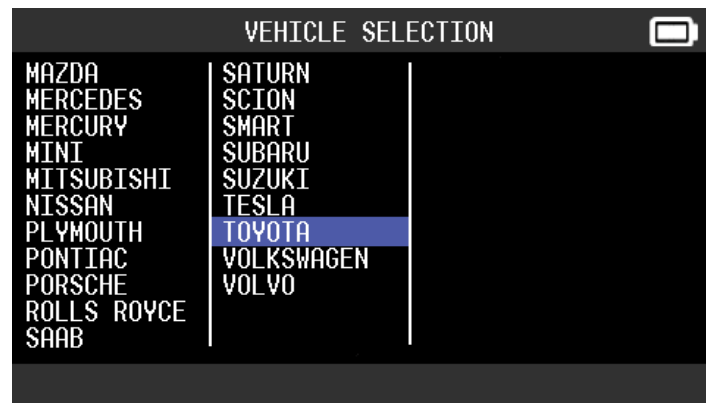 VEHICLE SELECTION
MAZDA
MERCEDES
MERCURY
MINI
MITSUBISHI
NISSAN
PLYMOUTH
PONTIAC
PORSCHE
ROLLS ROYCE
SAAB
SATURN
SCION
SMART
SUBARU
SUZUKI
TESLA
TOYOTA
VOLKSWAGEN
VOLVO